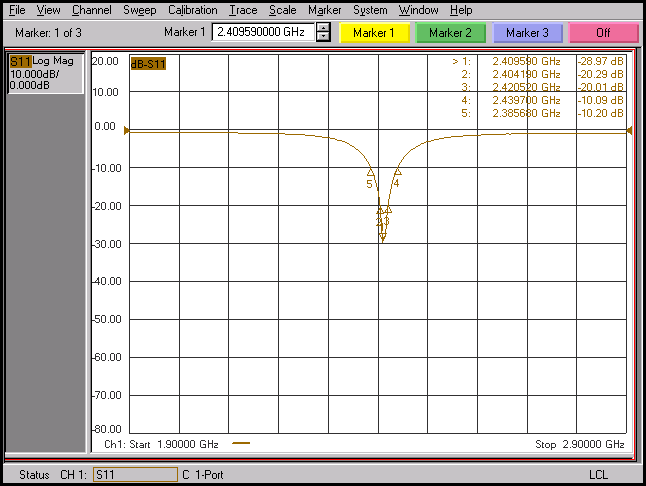 File View Channel Sweep Calibration Trace Scale Marker System Window Help
Marker: 1 of 3 Marker 1 2.409590000 GHz Marker 1 Marker 2 Marker 3 Off
S11 Log Mag
10.000dB/
0.000dB
dB-S11
20.00
10.00
0.00
-10.00
-20.00
-30.00
-40.00
-50.00
-60.00
-70.00
-80.00
> 1: 2.409590 GHz -28.97 dB
2: 2.404190 GHz -20.29 dB
3: 2.420520 GHz -20.01 dB
4: 2.439700 GHz -10.09 dB
5: 2.385680 GHz -10.20 dB
5
4
2
3
1
Ch1: Start 1.90000 GHz Stop 2.90000 GHz
Status CH 1: S11 C 1-Port LCL